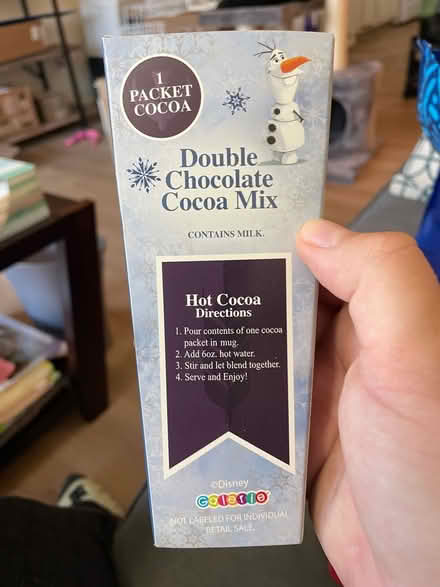 1
PACKET
COCOA
Double
Chocolate
Cocoa Mix
CONTAINS MILK.
Hot Cocoa
Directions
1. Pour contents of one cocoa
packet in mug.
2. Add 6oz. hot water.
3. Stir and let blend together.
4. Serve and Enjoy!
©Disney
Galerie
NOT LABELED FOR INDIVIDUAL
RETAIL SALE.